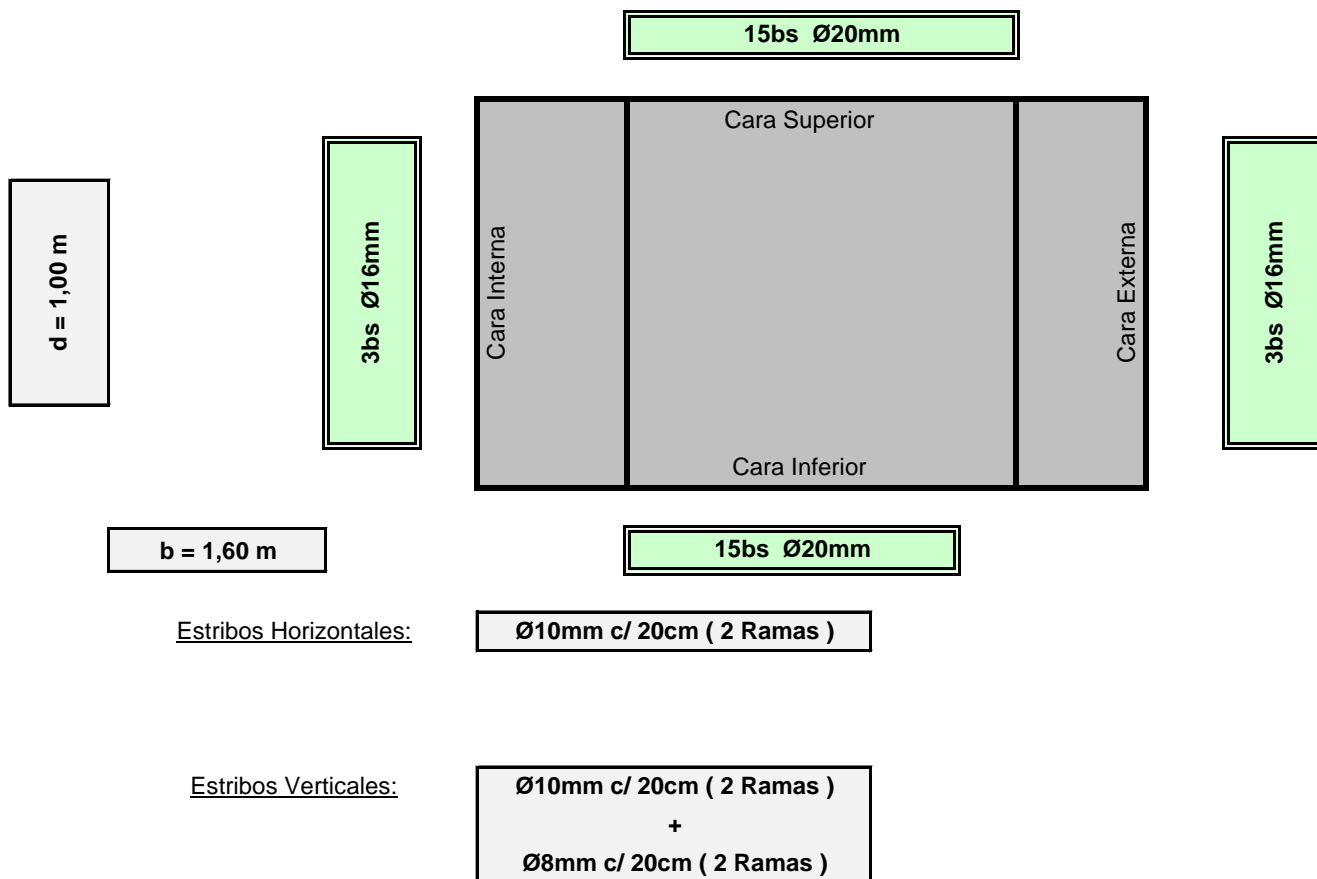 15bs Ø20mm
Cara Superior
d = 1,00 m
3bs Ø16mm
Cara Interna
Cara Externa
3bs Ø16mm
Cara Inferior
b = 1,60 m
15bs Ø20mm
Estribos Horizontales:
Ø10mm c/ 20cm ( 2 Ramas )
Estribos Verticales:
Ø10mm c/ 20cm ( 2 Ramas )
+
Ø8mm c/ 20cm ( 2 Ramas )